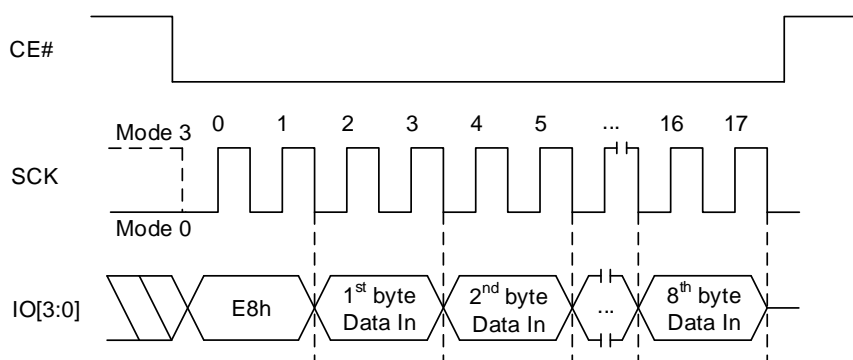 CE#
Mode 3
0 1 2 3 4 5 ... 16 17
SCK
Mode 0
IO[3:0]
E8h
1st byte
Data In
2nd byte
Data In
...
8th byte
Data In